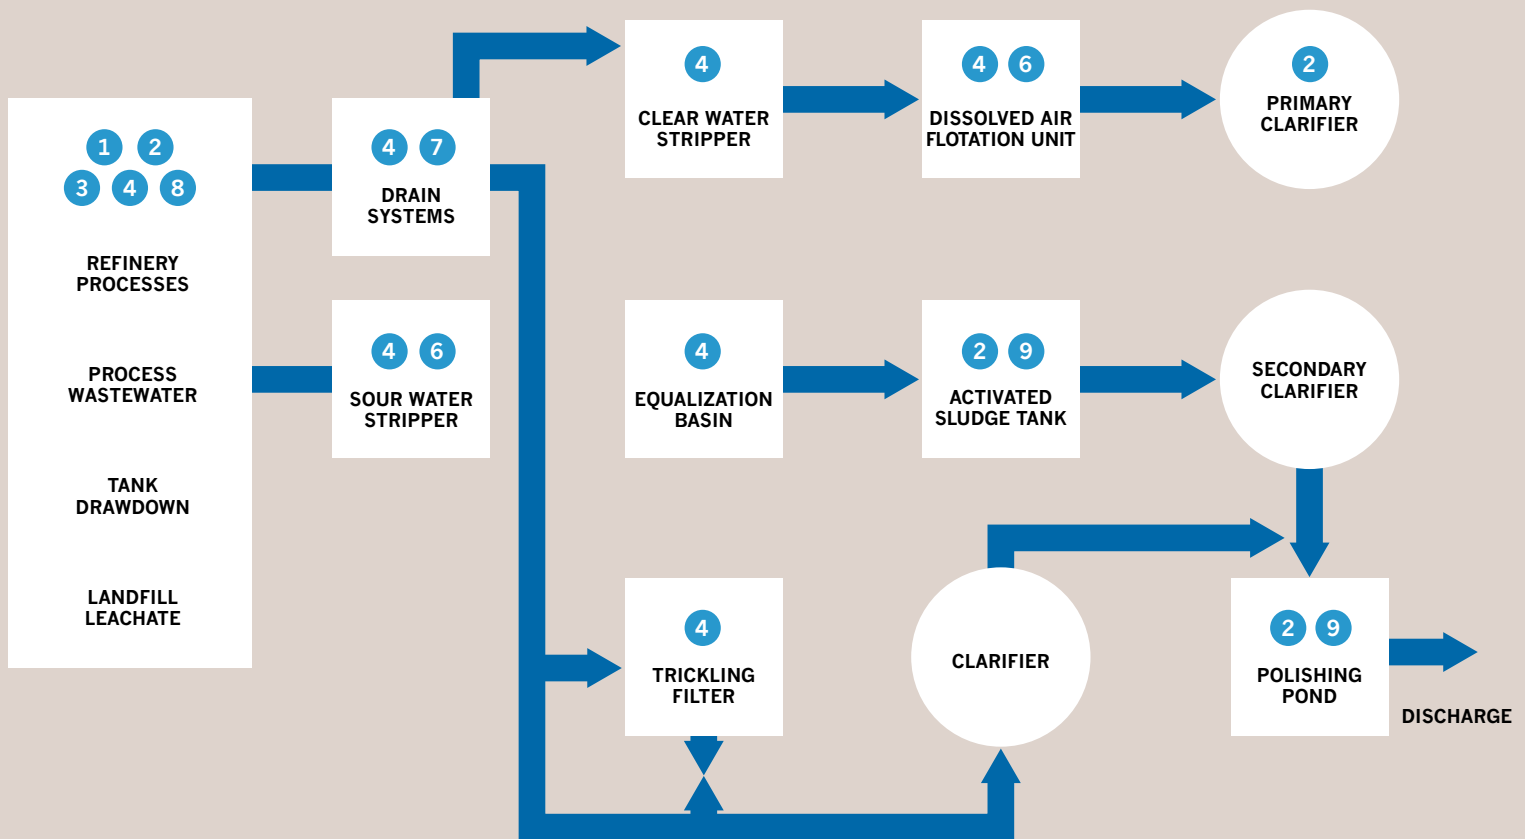 1 2
3 4 8
REFINERY
PROCESSES
PROCESS
WASTEWATER
TANK
DRAWDOWN
LANDFILL
LEACHATE
4 7
DRAIN
SYSTEMS
4 6
SOUR WATER
STRIPPER
4
CLEAR WATER
STRIPPER
4 6
DISSOLVED AIR
FLOTATION UNIT
2
PRIMARY
CLARIFIER
4
EQUALIZATION
BASIN
2 9
ACTIVATED
SLUDGE TANK
SECONDARY
CLARIFIER
4
TRICKLING
FILTER
CLARIFIER
2 9
POLISHING
POND
DISCHARGE